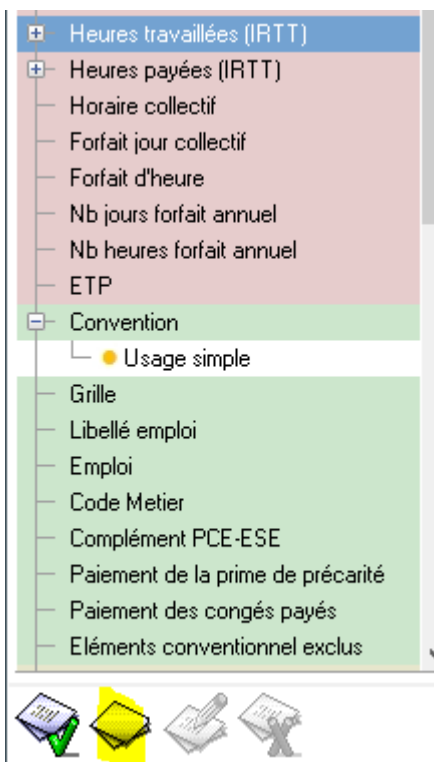 Heures travaillées (IRTT)
Heures payées (IRTT)
Horaire collectif
Forfait jour collectif
Forfait d'heure
Nb jours forfait annuel
Nb heures forfait annuel
ETP
Convention
Usage simple
Grille
Libellé emploi
Emploi
Code Metier
Complément PCE-ESE
Paiement de la prime de précarité
Paiement des congés payés
Eléments conventionnel exclus